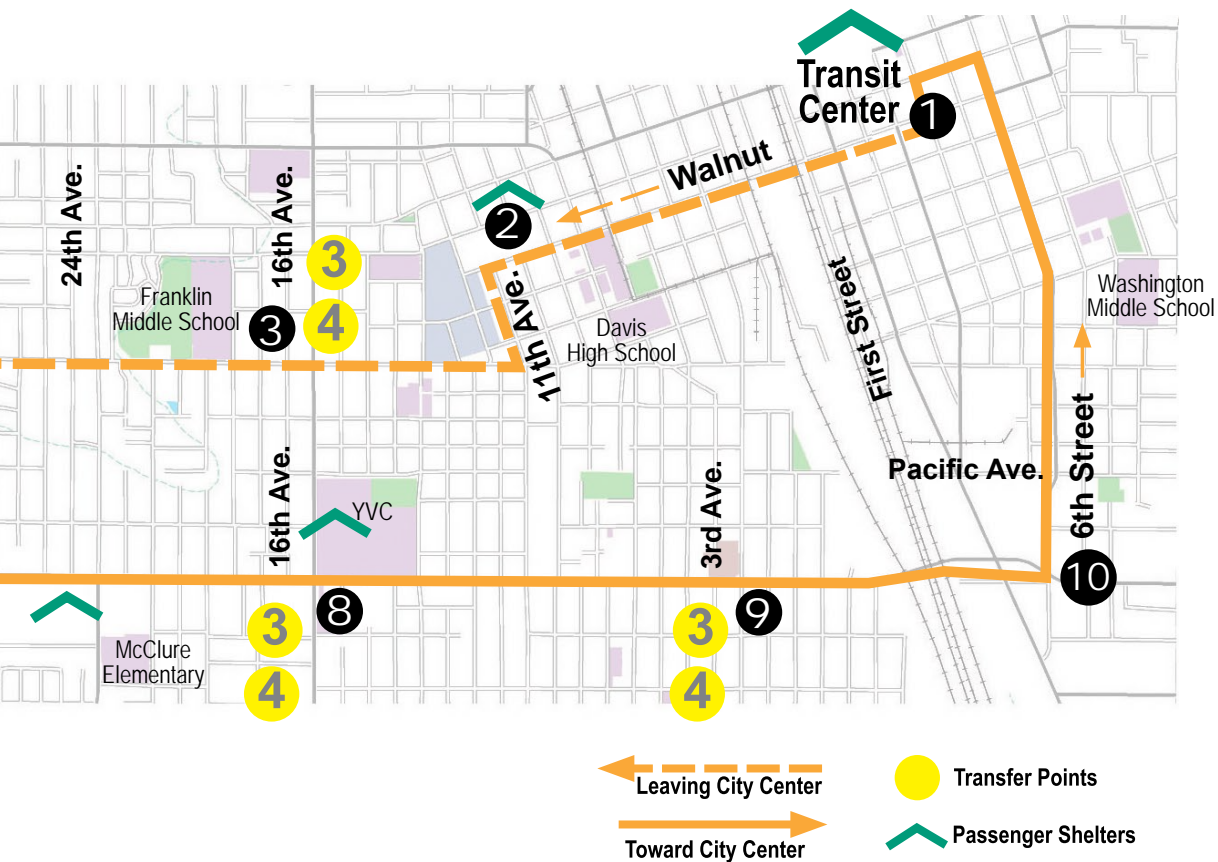 Transit
Center
1
Walnut
2
24th Ave.
16th Ave.
3
4
3
Franklin
Middle School
11th Ave.
Davis
High School
First Street
Washington
Middle School
Pacific Ave.
6th Street
16th Ave.
YVC
3rd Ave.
10
8
9
3
4
3
4
McClure
Elementary
Leaving City Center
Transfer Points
Toward City Center
Passenger Shelters